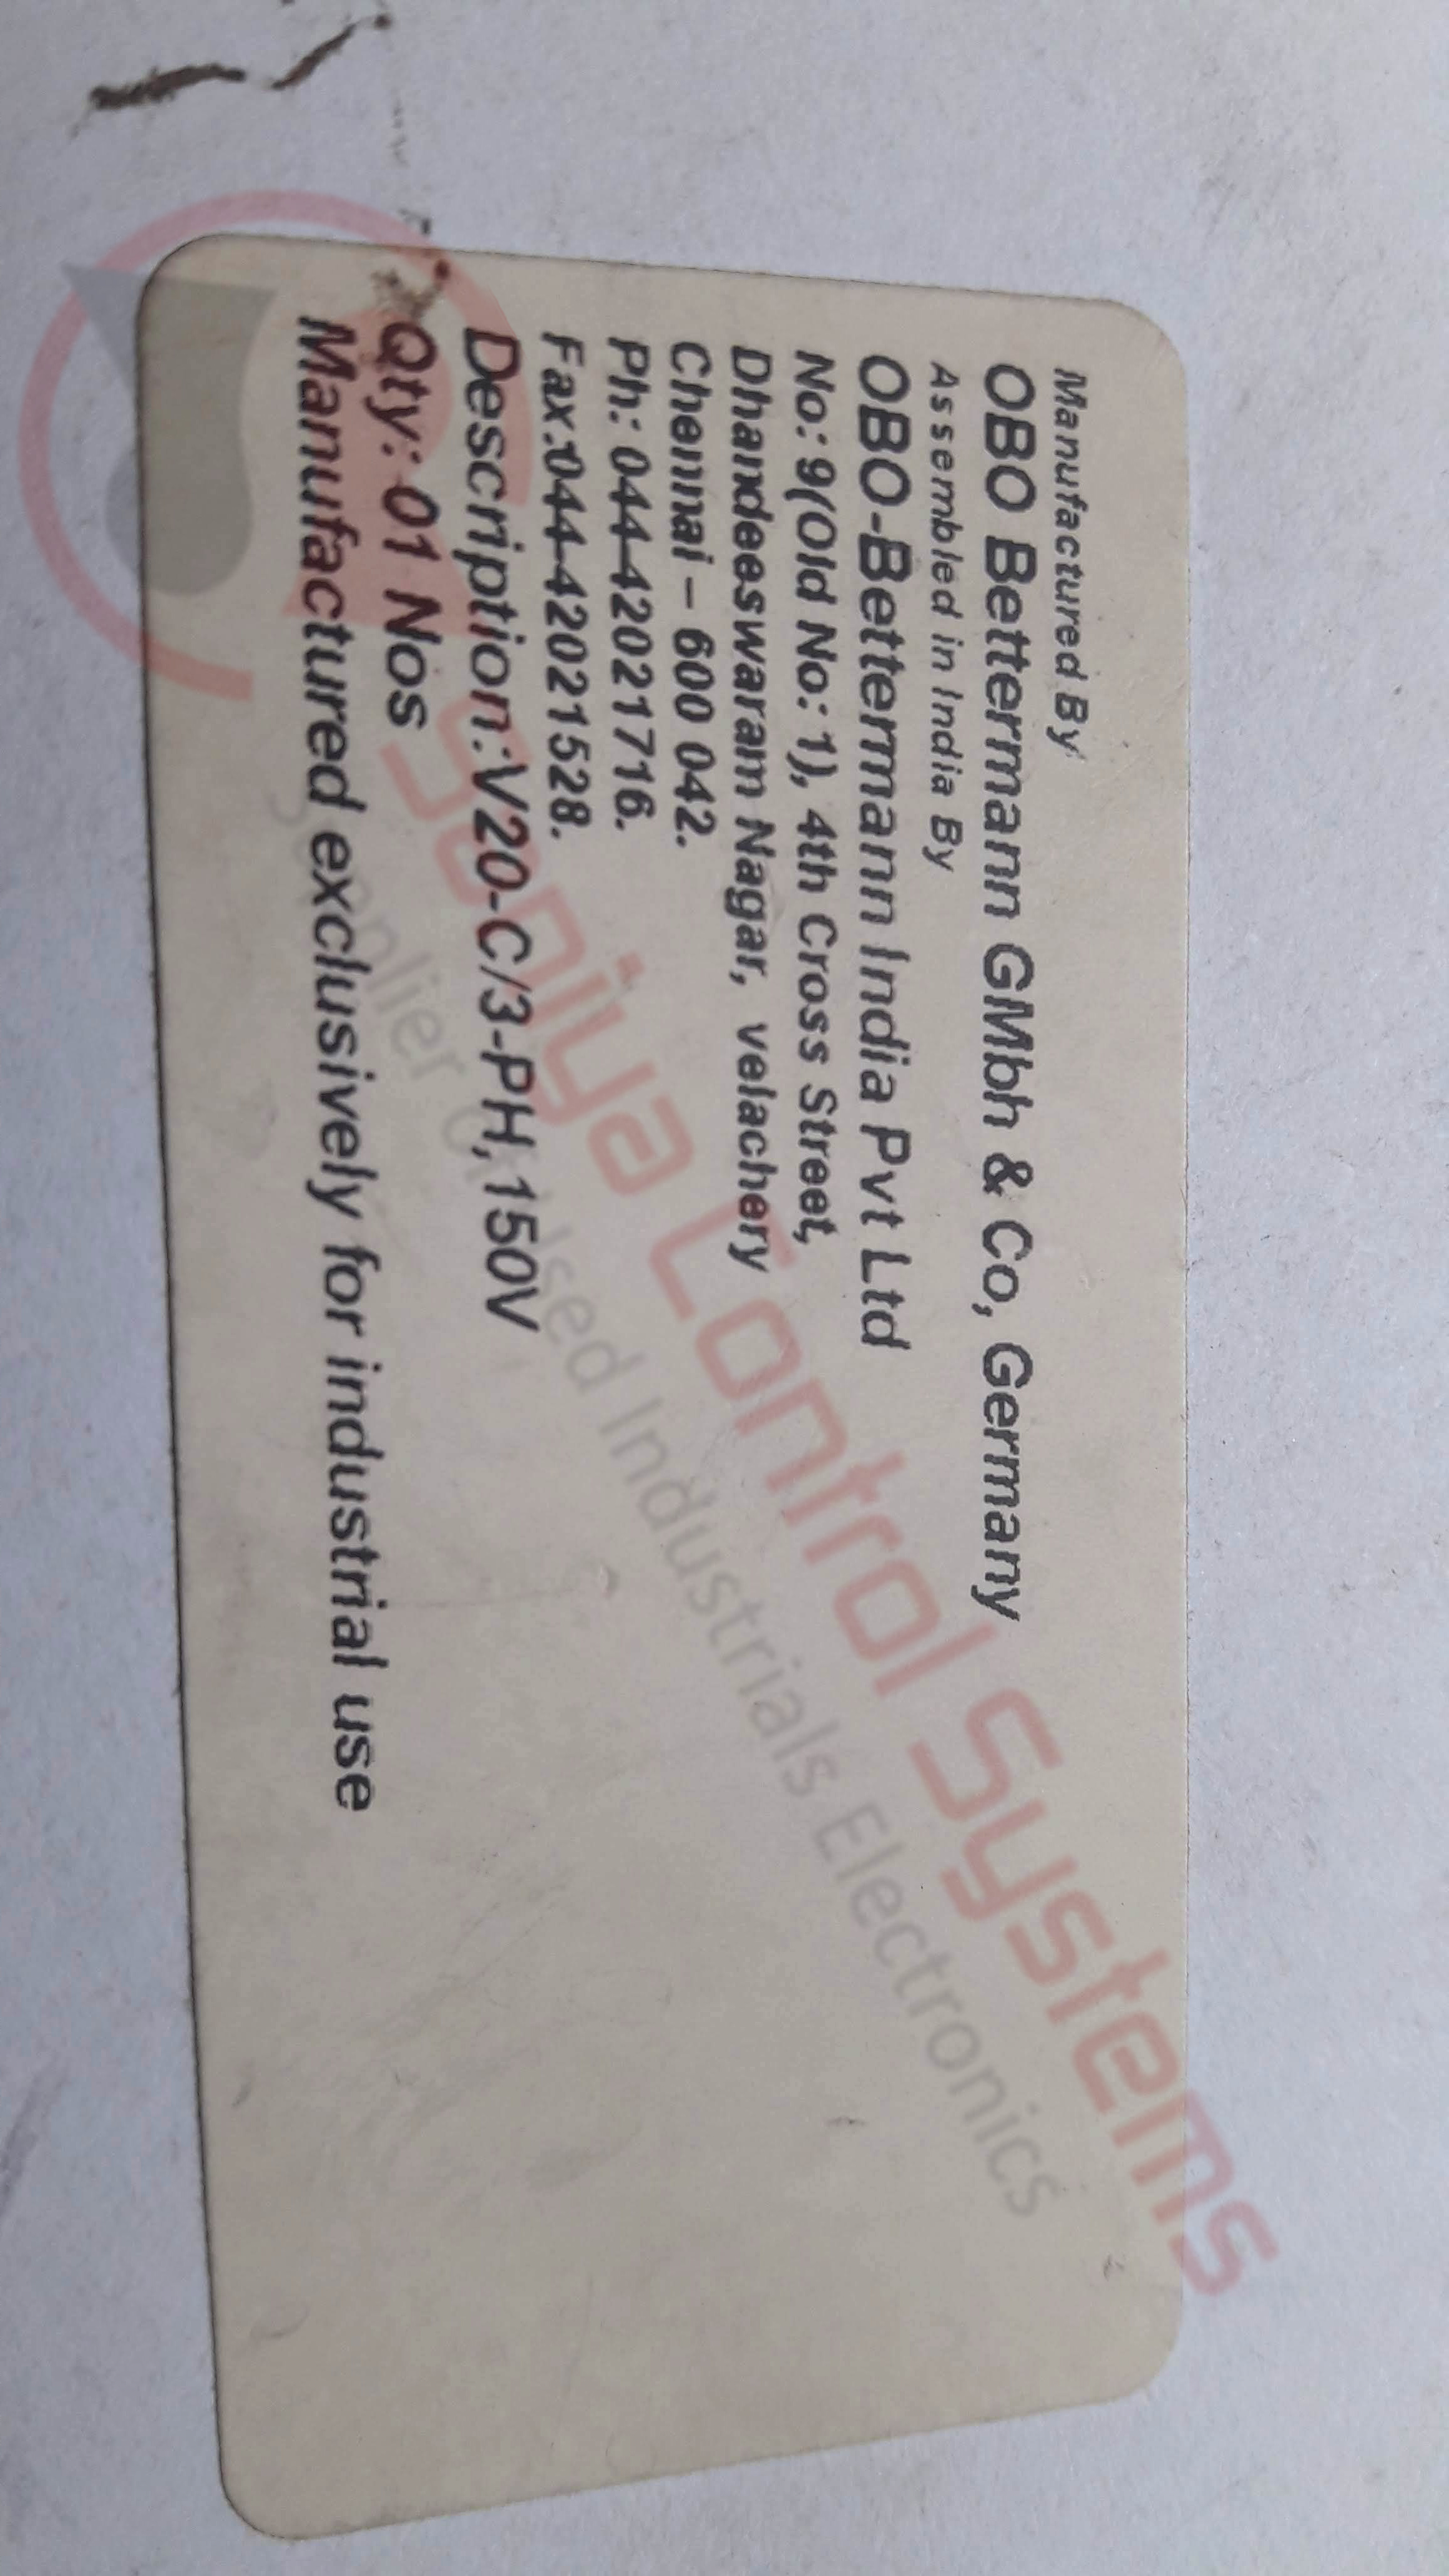 Manufactured By
OBO Bettermann GMbh & Co, Germany
Assembled in India By
OBO-Bettermann India Pvt Ltd
No: 9(Old No: 1), 4th Cross Street,
Dhandeeswaram Nagar, velachery
Chennai - 600 042.
Ph: 044-42021716.
Fax:044-42021528.
Description:V20-C/3-PH,150V
Qty: 01 Nos
Manufactured exclusively for industrial use
Control Systems
Used Industrials Electronics